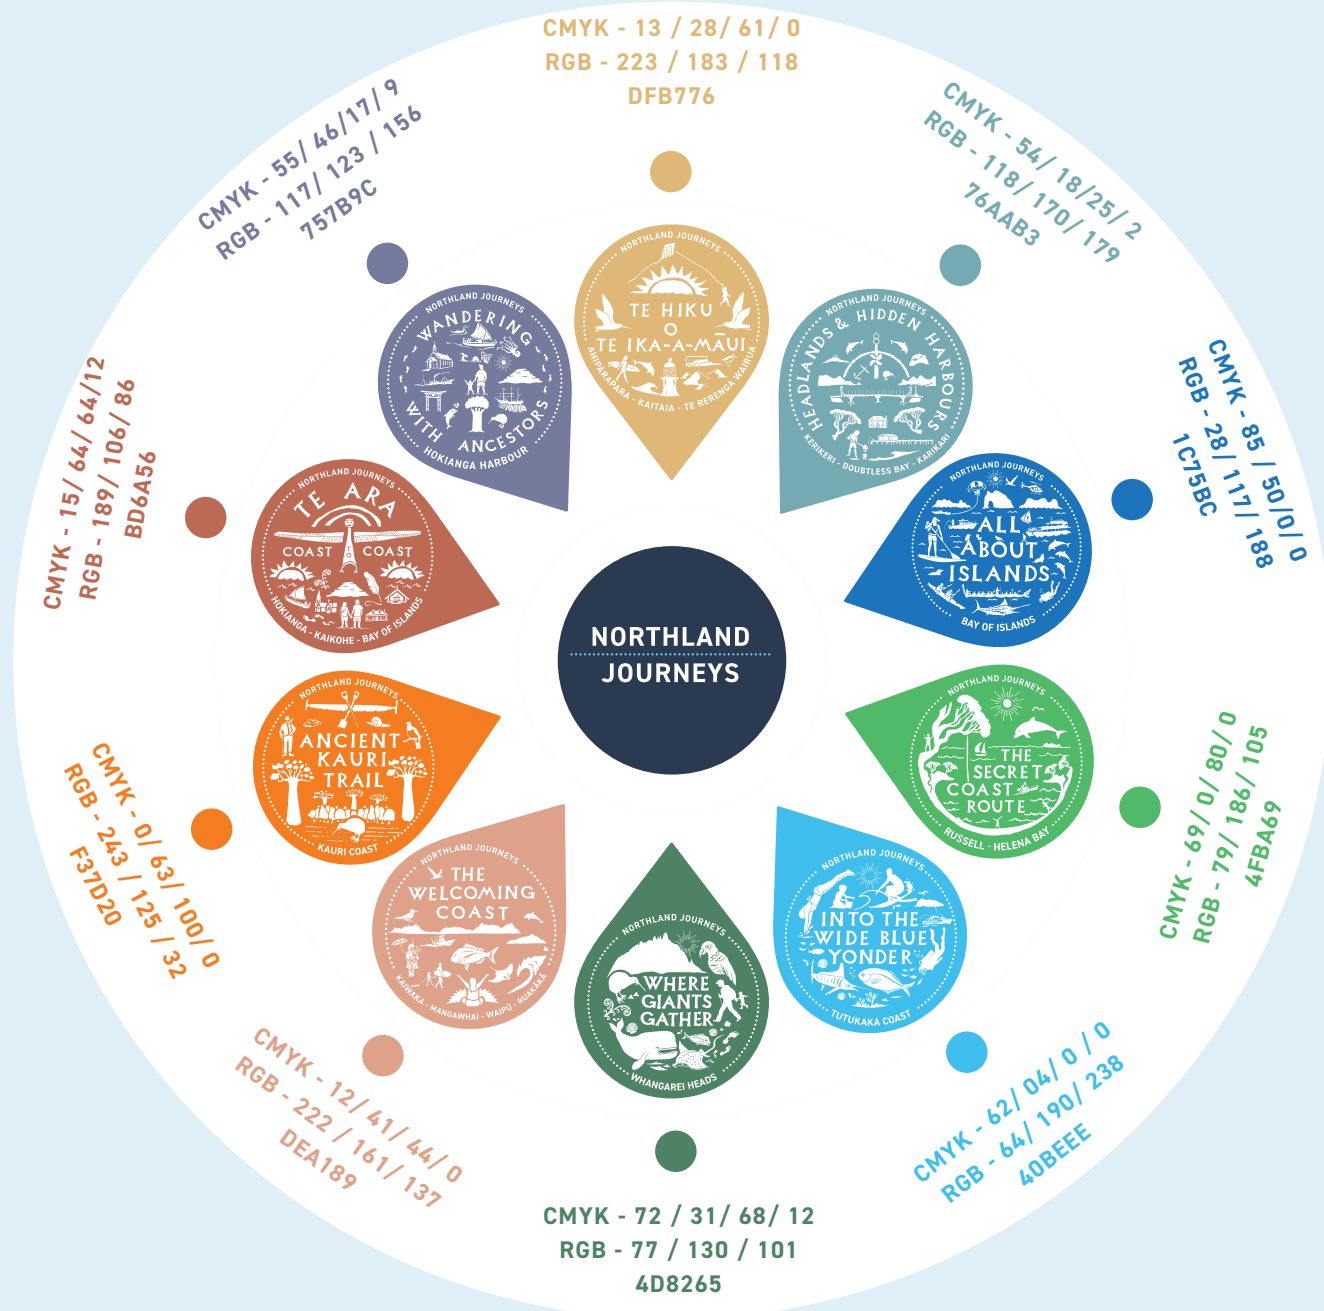 CMYK - 13 / 28/ 61/ 0
RGB - 223 / 183 / 118
DFB776
CMYK - 54/ 18/25/ 2
RGB - 118/ 170/ 179
76AAB3
CMYK - 85 / 50/0/ 0
RGB - 28/ 117/ 188
1C75BC
CMYK - 69/ 0/ 80/ 0
RGB - 79/ 186/ 105
4FBA69
CMYK - 62/ 04/ 0 / 0
RGB - 64/ 190/ 238
40BEEE
CMYK - 72 / 31/ 68/ 12
RGB - 77 / 130 / 101
4D8265
CMYK - 12/ 41/ 44/ 0
RGB - 222 / 161/ 137
DEA189
CMYK - 0/ 63/ 100/ 0
RGB - 243 / 125 / 32
F37D20
CMYK - 15/ 64/ 64/12
RGB - 189/ 106/ 86
BD6A56
CMYK - 55/ 46/17/ 9
RGB - 117/ 123 / 156
757B9C
NORTHLAND JOURNEYS
TE HIKU
O
TE IKA-A-MĀUI
AHIPARAPARA - KAITAIA - TE RERENGA WAIRUA
NORTHLAND JOURNEYS
HEADLANDS & HIDDEN HARBOURS
KERIKERI - DOUBTLESS BAY - KARIKARI
NORTHLAND JOURNEYS
ALL
ABOUT
ISLANDS
BAY OF ISLANDS
NORTHLAND JOURNEYS
THE
SECRET
COAST
ROUTE
RUSSELL - HELENA BAY
NORTHLAND JOURNEYS
INTO THE
WIDE BLUE
YONDER
TUTUKAKA COAST
NORTHLAND JOURNEYS
WHERE
GIANTS
GATHER
WHANGAREI HEADS
NORTHLAND JOURNEYS
THE
WELCOMING
COAST
KAIWAKA - MANGAWHAI - WAIPŪ - RUAKĀKĀ
NORTHLAND JOURNEYS
ANCIENT
KAURI
TRAIL
KAURI COAST
NORTHLAND JOURNEYS
TE ARA
COAST TO COAST
HOKIANGA - KAIKOHE - BAY OF ISLANDS
NORTHLAND JOURNEYS
WANDERING
WITH ANCESTORS
HOKIANGA HARBOUR
NORTHLAND
JOURNEYS